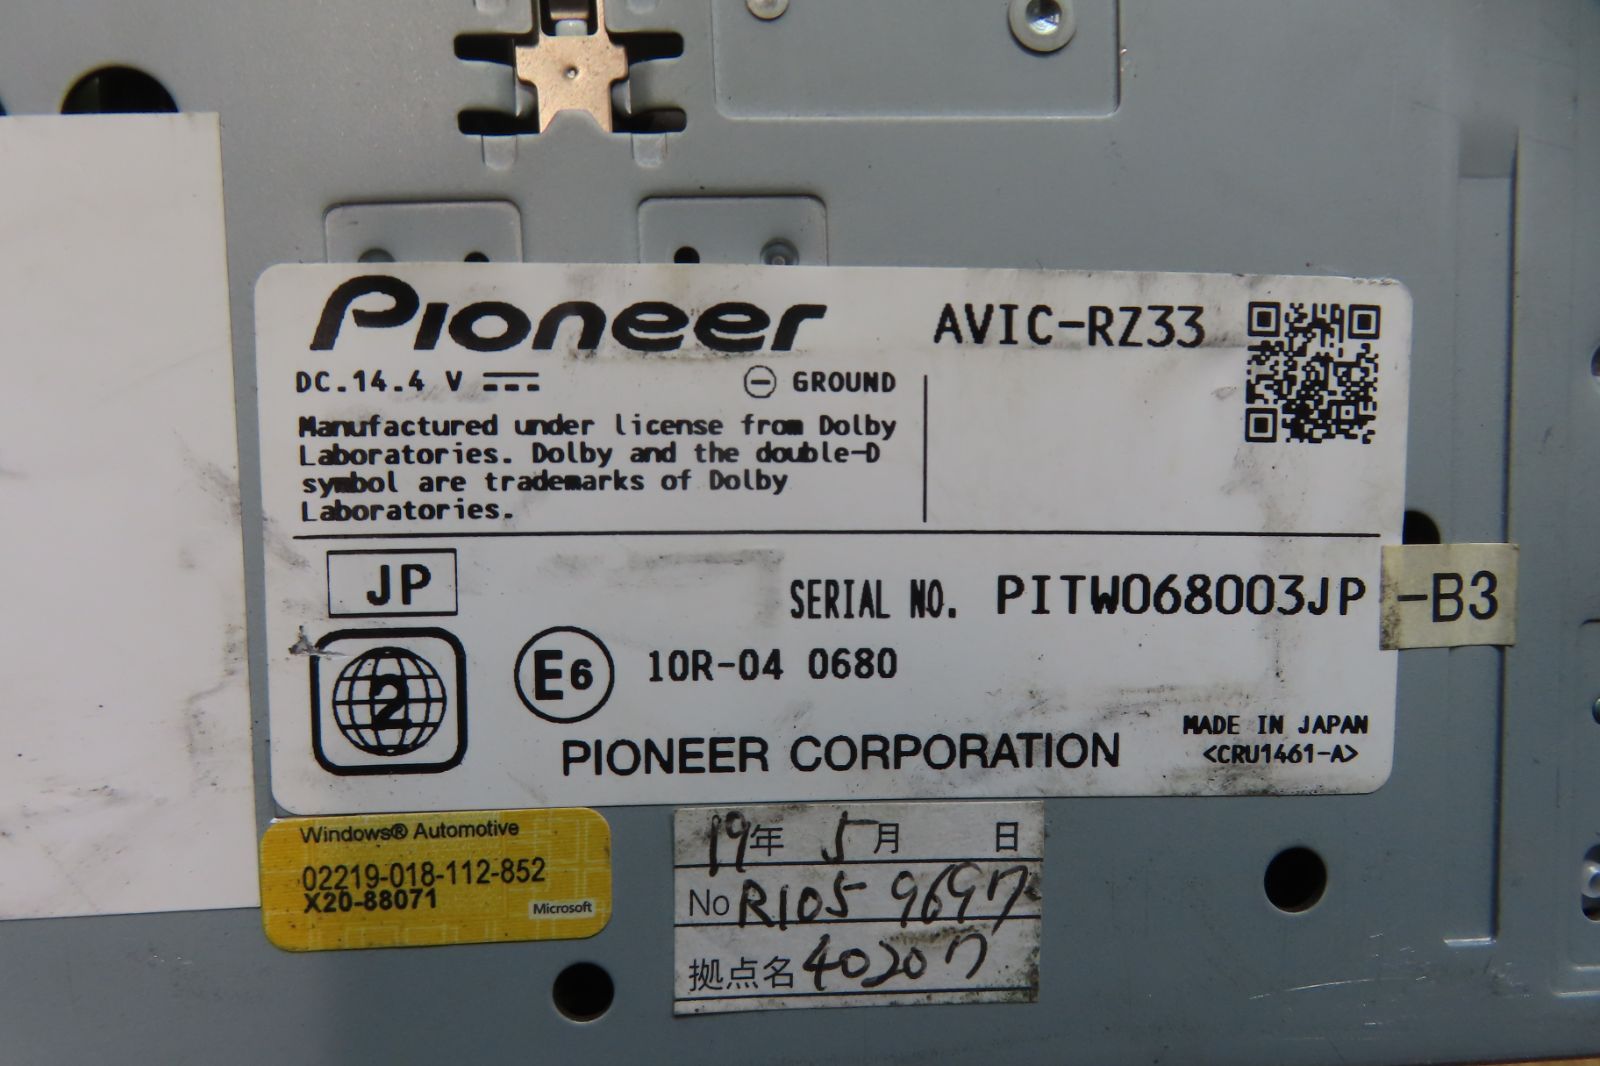 Pioneer
AVIC-RZ33
DC.14.4 V
GROUND
Manufactured under license from Dolby
Laboratories. Dolby and the double-D
symbol are trademarks of Dolby
Laboratories.
JP
SERIAL NO. PITW068003JP -B3
2
E6 10R-04 0680
MADE IN JAPAN
PIONEER CORPORATION
<CRU1461-A>
Windows® Automotive
02219-018-112-852
X20-88071
Microsoft
19年 5月 日
No R105 9697
拠点名 40207